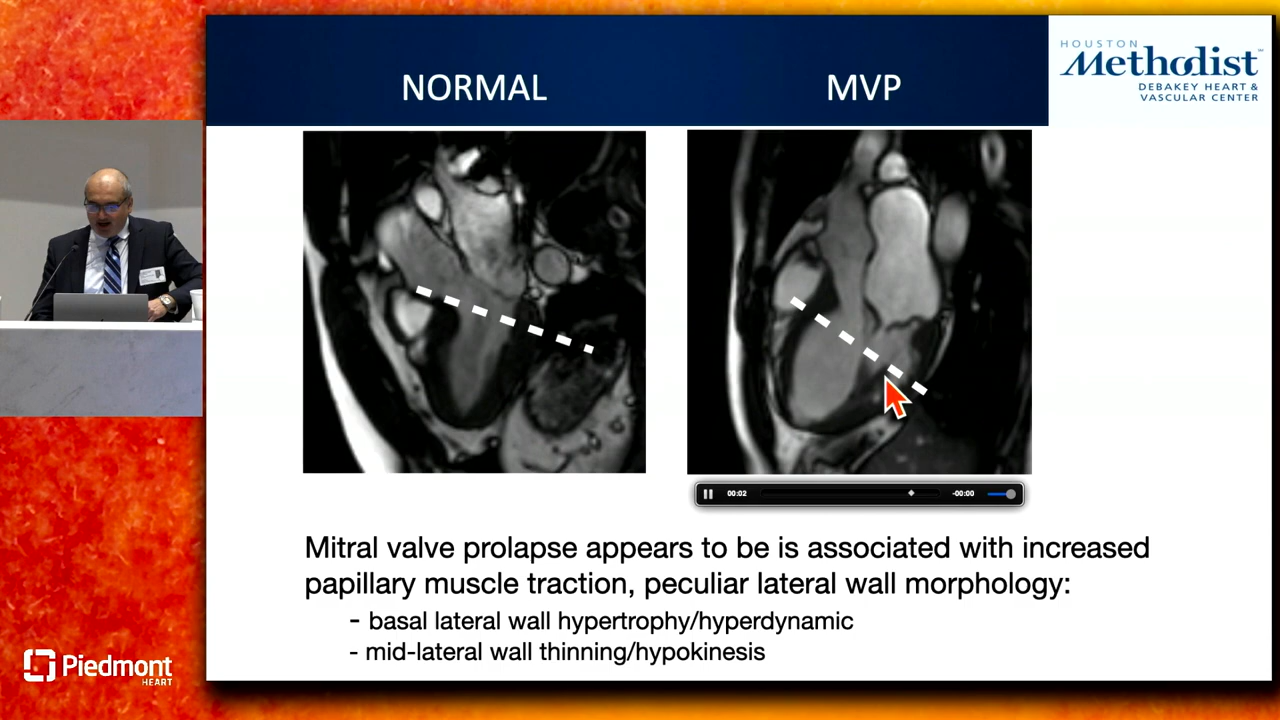 NORMAL
MVP
HOUSTON
Methodist
DEBAKEY HEART &
VASCULAR CENTER
00:02
-00:00
Mitral valve prolapse appears to be is associated with increased
papillary muscle traction, peculiar lateral wall morphology:
- basal lateral wall hypertrophy/hyperdynamic
- mid-lateral wall thinning/hypokinesis
Piedmont
HEART